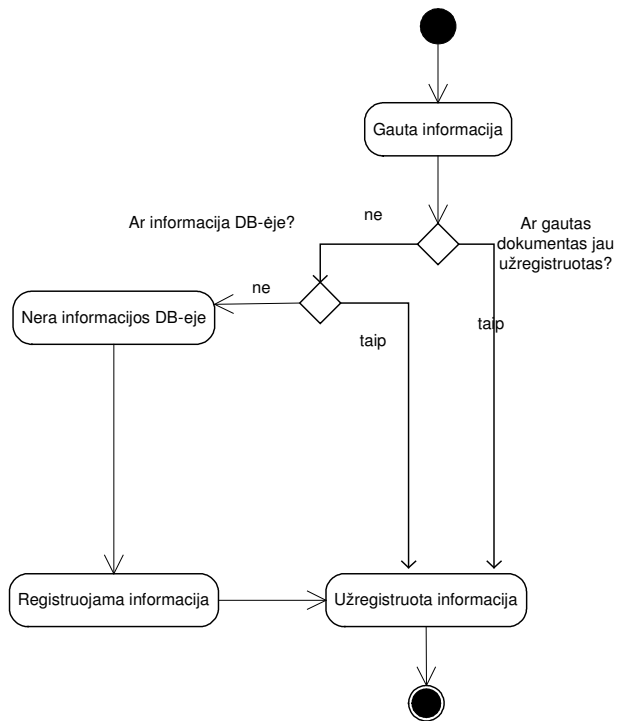 Gauta informacija
Ar informacija DB-ėje?
ne
Ar gautas
dokumentas jau
užregistruotas?
ne
Nera informacijos DB-eje
taip
taip
Registruojama informacija
Užregistruota informacija